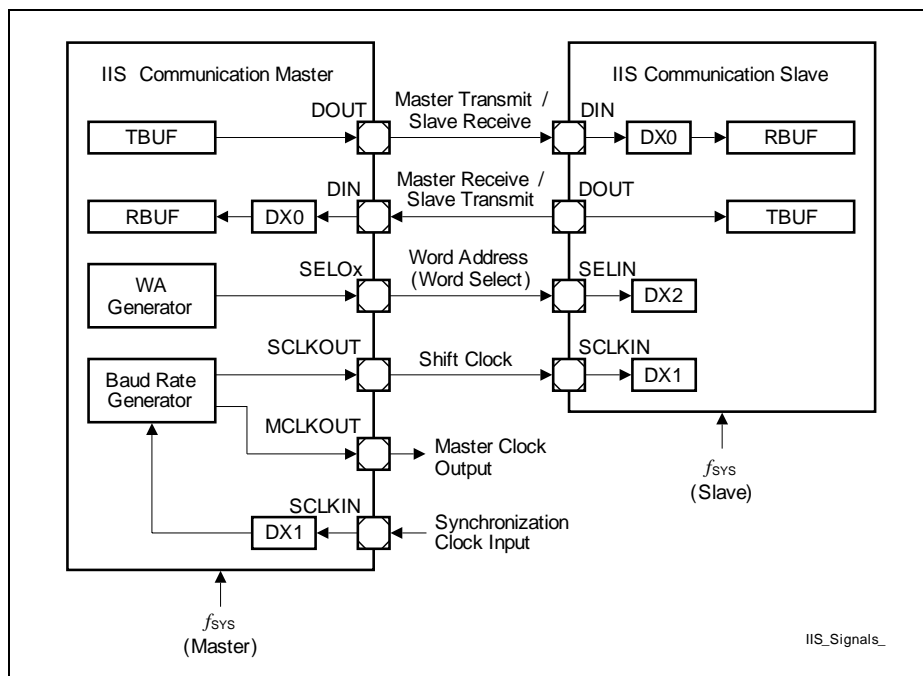 IIS Communication Master
IIS Communication Slave
DOUT
Master Transmit /
Slave Receive
DIN
TBUF
DX0
RBUF
DIN
Master Receive /
Slave Transmit
DOUT
RBUF
DX0
TBUF
SELOx
Word Address
(Word Select)
SELIN
WA
Generator
DX2
SCLKOUT
Shift Clock
SCLKIN
Baud Rate
Generator
DX1
MCLKOUT
Master Clock
Output
SCLKIN
DX1
Synchronization
Clock Input
fSYS
(Slave)
fSYS
(Master)
IIS_Signals_